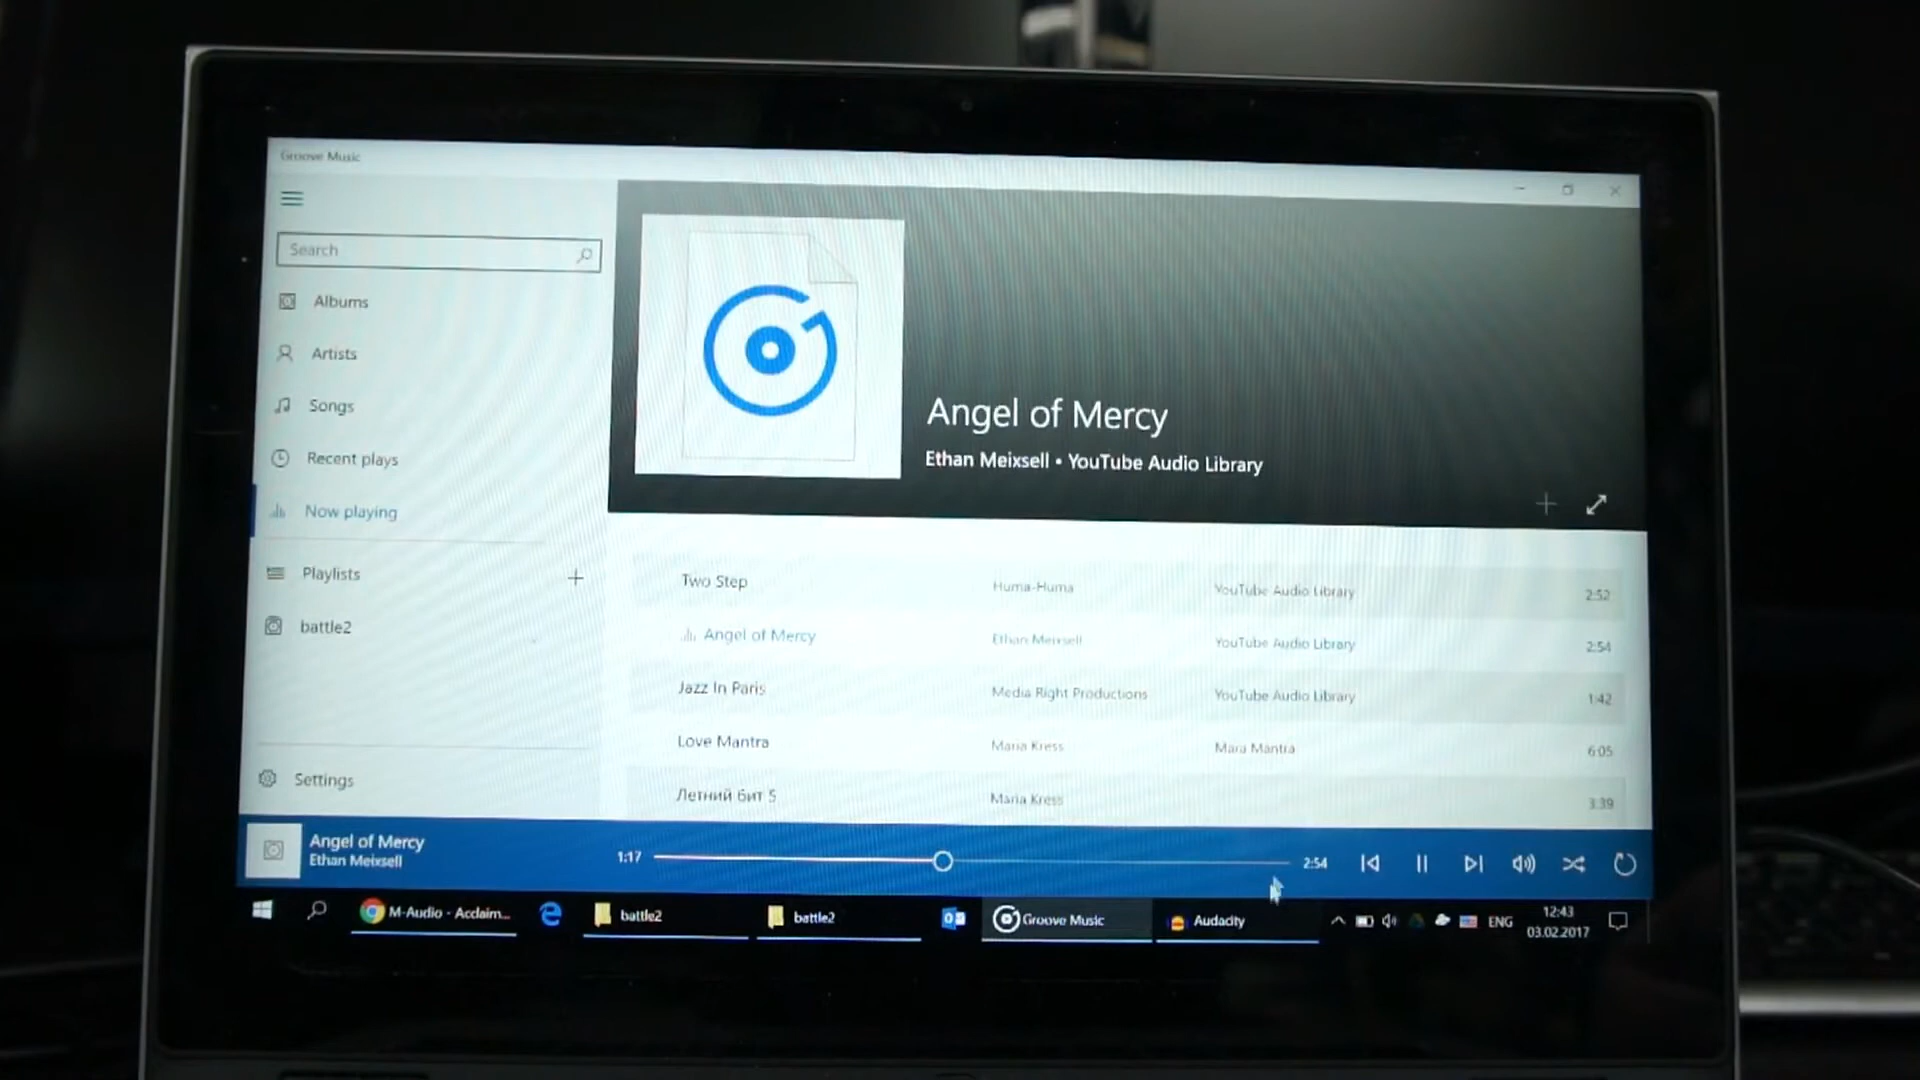 Groove Music
Search
Albums
Artists
Songs
Recent plays
Now playing
Playlists
battle2
Settings
Angel of Mercy
Ethan Meixsell • YouTube Audio Library
Two Step Huma-Huma YouTube Audio Library 2:52
Angel of Mercy Ethan Meixsell YouTube Audio Library 2:54
Jazz In Paris Media Right Productions YouTube Audio Library 1:42
Love Mantra Maria Kress Mara Mantra 6:05
Летний бит 5 Maria Kress 3:39
Angel of Mercy
Ethan Meixsell
1:17 2:54
M-Audio - Acclaim... battle2 battle2 Groove Music Audacity ENG 12:43
03.02.2017